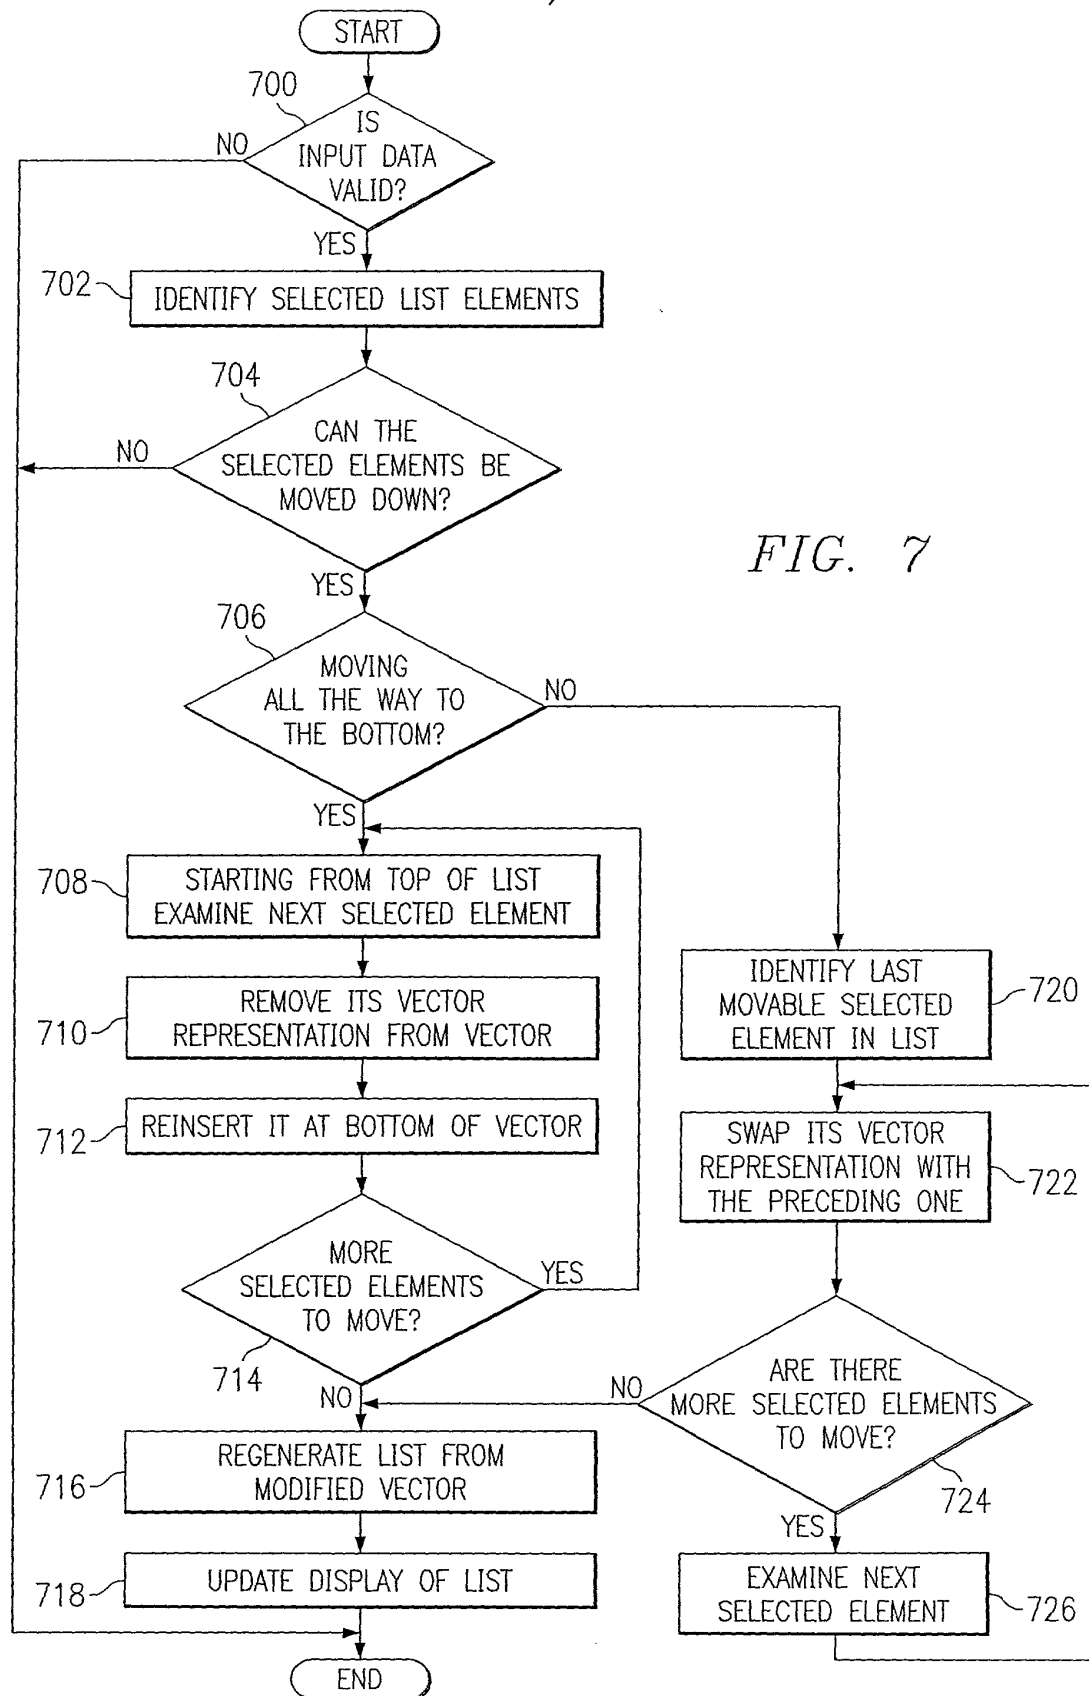 START
700
IS
INPUT DATA
VALID?
NO
YES
702
IDENTIFY SELECTED LIST ELEMENTS
704
CAN THE
SELECTED ELEMENTS BE
MOVED DOWN?
NO
YES
FIG. 7
706
MOVING
ALL THE WAY TO
THE BOTTOM?
NO
YES
708
STARTING FROM TOP OF LIST
EXAMINE NEXT SELECTED ELEMENT
710
REMOVE ITS VECTOR
REPRESENTATION FROM VECTOR
712
REINSERT IT AT BOTTOM OF VECTOR
MORE
SELECTED ELEMENTS
TO MOVE?
YES
714
NO
716
REGENERATE LIST FROM
MODIFIED VECTOR
718
UPDATE DISPLAY OF LIST
END
IDENTIFY LAST
MOVABLE SELECTED
ELEMENT IN LIST
720
SWAP ITS VECTOR
REPRESENTATION WITH
THE PRECEDING ONE
722
ARE THERE
MORE SELECTED ELEMENTS
TO MOVE?
NO
724
YES
EXAMINE NEXT
SELECTED ELEMENT
726